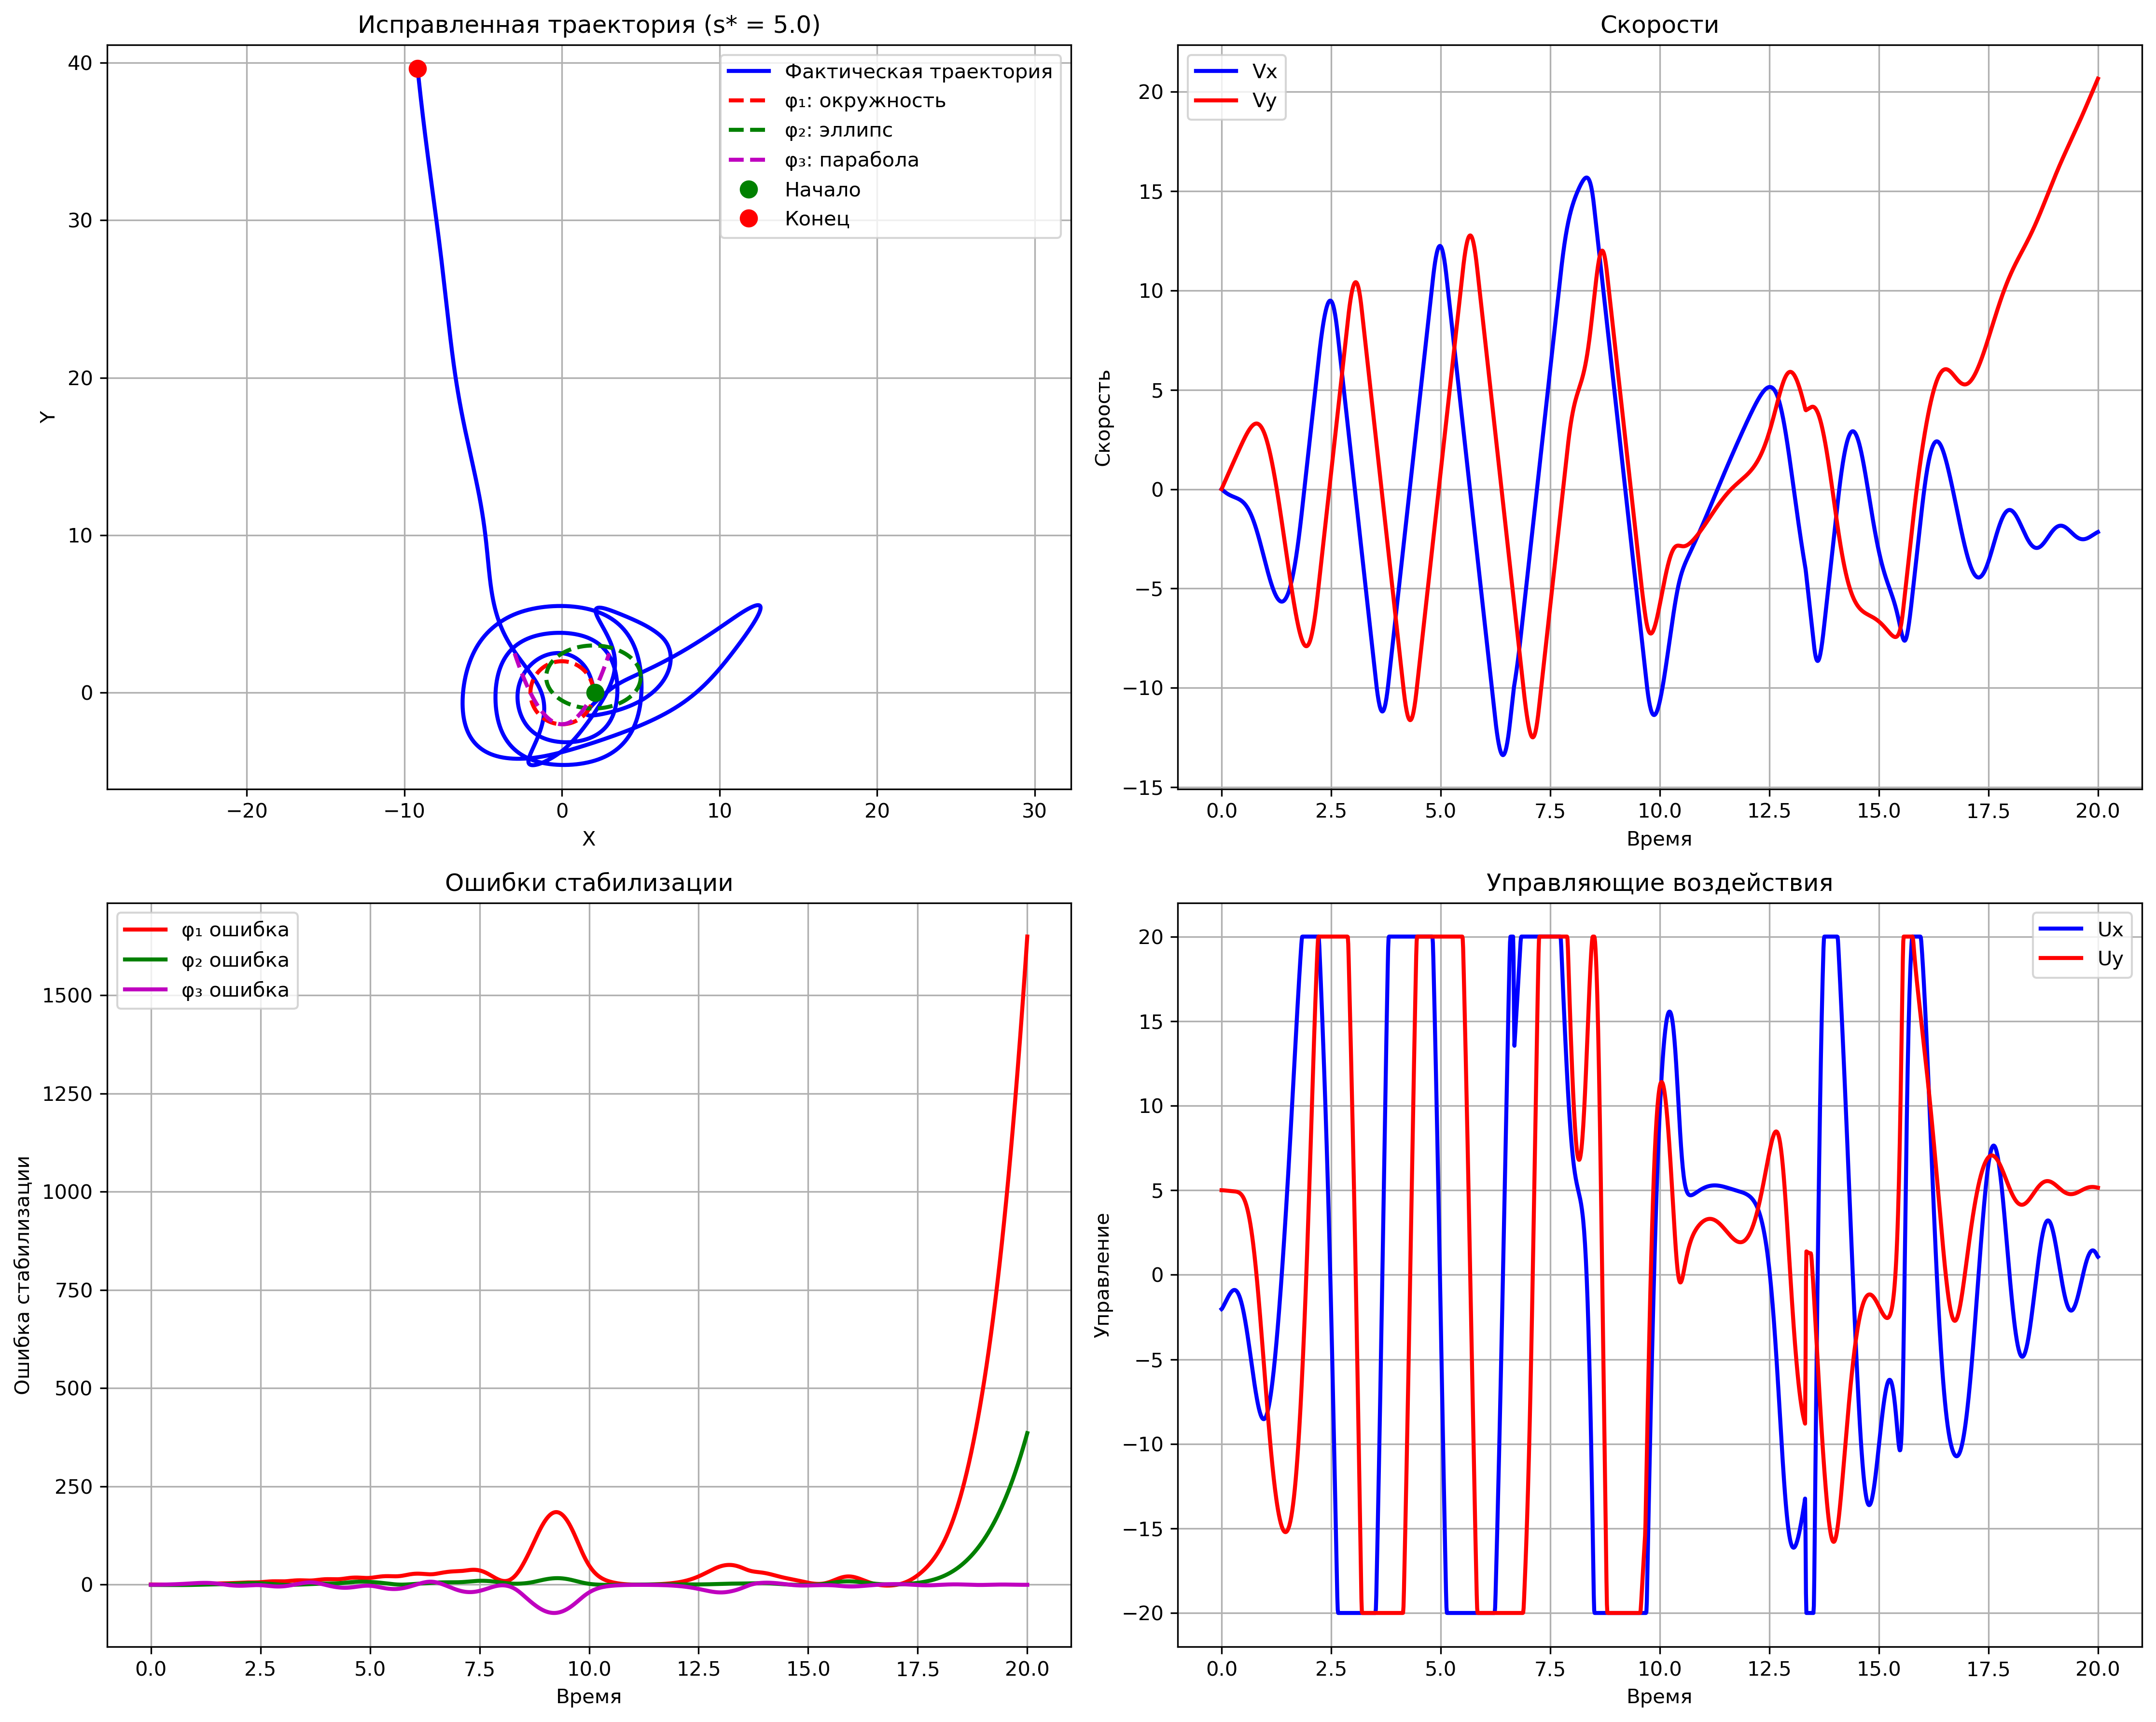 Исправленная траектория (s* = 5.0)
Фактическая траектория
φ₁: окружность
φ₂: эллипс
φ₃: парабола
Начало
Конец
40
30
20
10
0
Y
−20
−10
0
10
20
30
X
Скорости
Vx
Vy
20
15
10
5
0
−5
−10
−15
Скорость
0.0
2.5
5.0
7.5
10.0
12.5
15.0
17.5
20.0
Время
Ошибки стабилизации
φ₁ ошибка
φ₂ ошибка
φ₃ ошибка
1500
1250
1000
750
500
250
0
Ошибка стабилизации
0.0
2.5
5.0
7.5
10.0
12.5
15.0
17.5
20.0
Время
Управляющие воздействия
Ux
Uy
20
15
10
5
0
−5
−10
−15
−20
Управление
0.0
2.5
5.0
7.5
10.0
12.5
15.0
17.5
20.0
Время